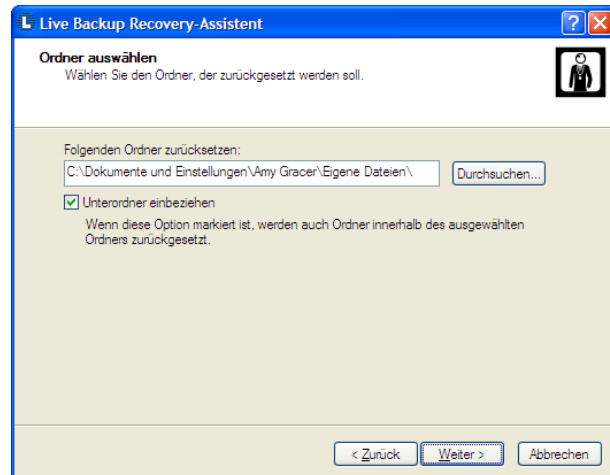 Live Backup Recovery-Assistent
Ordner auswählen
Wählen Sie den Ordner, der zurückgesetzt werden soll.
Folgenden Ordner zurücksetzen:
C:\Dokumente und Einstellungen\Amy Gracer\Eigene Dateien\
Durchsuchen...
Unterordner einbeziehen
Wenn diese Option markiert ist, werden auch Ordner innerhalb des ausgewählten
Ordners zurückgesetzt.
< Zurück
Weiter >
Abbrechen